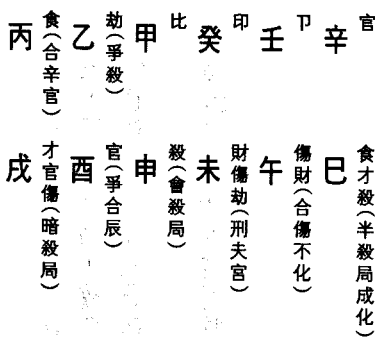 官 食才殺(半殺局成化)
辛 巳
卩 傷財(合傷不化)
壬 午
印 財傷劫(刑夫宮)
癸 未
比 殺(會殺局)
甲 申
劫(爭殺) 官(爭合辰)
乙 酉
食(合辛官) 才官傷(暗殺局)
丙 戌